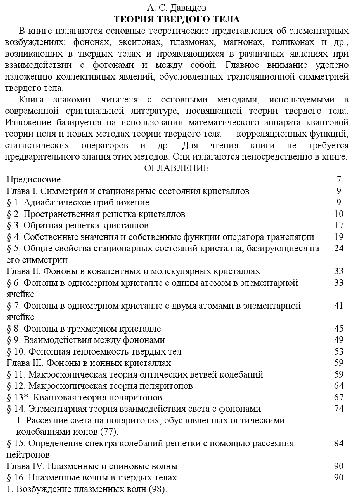 А. С. Давыдов
ТЕОРИЯ ТВЕРДОГО ТЕЛА
В книге излагаются основные теоретические представления об элементарных
возбуждениях: фононах, экситонах, плазмонах, магнонах, геликонах и др.,
возникающих в твердых телах и проявляющихся в различных явлениях при
взаимодействии с фотонами и между собой. Главное внимание уделено
изложению коллективных явлений, обусловленных трансляционной симметрией
твердого тела.
Книга знакомит читателя с основными методами, используемыми в
современной оригинальной литературе, посвященной теории твердого тела.
Изложение базируется на использовании математического аппарата квантовой
теории поля и новых методах теории твердого тела — корреляционных функций,
статистических операторов и др. Для чтения книги не требуется
предварительного знания этих методов. Они излагаются непосредственно в книге.
ОГЛАВЛЕНИЕ
Предисловие 7
Глава I. Симметрия и стационарные состояния кристаллов 9
§ 1. Адиабатическое приближение 9
§ 2. Пространственная решетка кристаллов 10
§ 3. Обратная решетка кристаллов 17
§ 4. Собственные значения и собственные функции оператора трансляции 19
§ 5. Общие свойства стационарных состояний кристалла, базирующиеся на 24
его симметрии
Глава II. Фононы в ковалентных и молекулярных кристаллах 33
§ 6. Фононы в одномерном кристалле с одним атомом в элементарной 33
ячейке
§ 7. Фононы в одномерном кристалле с двумя атомами в элементарной 41
ячейке
§ 8. Фононы в трехмерном кристалле 45
§ 9. Взаимодействия между фононами 49
§ 10. Фононная теплоемкость твердых тел 53
Глава III. Фононы в ионных кристаллах 59
§ 11. Макроскопическая теория оптических ветвей колебаний 59
§ 12. Макроскопическая теория поляритонов 64
§ 13*. Квантовая теория поляритонов 67
§ 14. Элементарная теория взаимодействия света с фононами 74
1. Рассеяние света на поляритонах, обусловленных оптическими
колебаниями ионов (77).
§ 15. Определение спектра колебаний решетки с помощью рассеяния 84
нейтронов
Глава IV. Плазменные и спиновые волны 90
§ 16. Плазменные волны в твердых телах 90
1. Возбуждение плазменных волн (98).